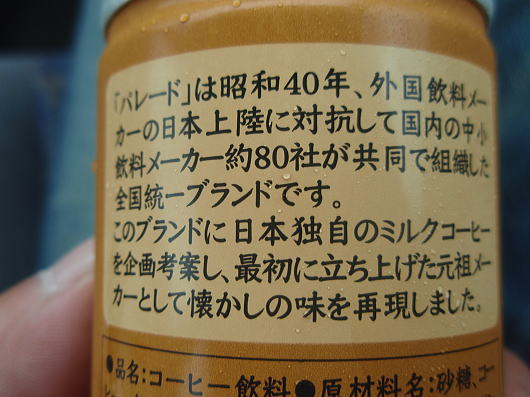 「パレード」は昭和40年、外国飲料メー
カーの日本上陸に対抗して国内の中小
飲料メーカー約80社が共同で組織した
全国統一ブランドです。
このブランドに日本独自のミルクコーヒー
を企画考案し、最初に立ち上げた元祖メー
カーとして懐かしの味を再現しました。
●品名:コーヒー飲料●原材料名:砂糖、コー